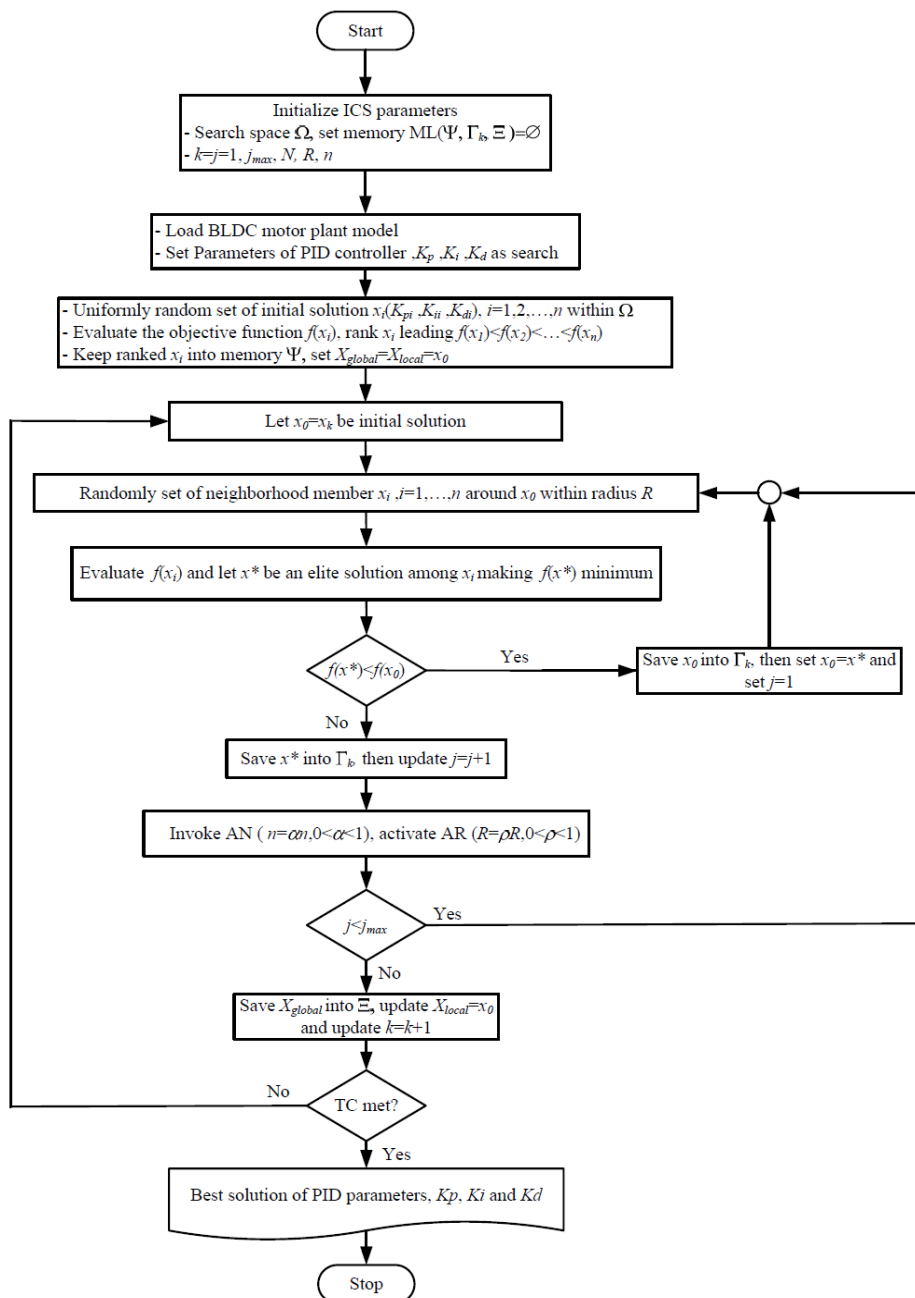 Start
Initialize ICS parameters
- Search space Ω, set memory ML(Ψ, Γk, Ξ )=∅
- k=j=1, jmax, N, R, n
- Load BLDC motor plant model
- Set Parameters of PID controller ,Kp ,Ki ,Kd as search
- Uniformly random set of initial solution xi(Kpi ,Kii ,Kdi), i=1,2,…,n within Ω
- Evaluate the objective function f(xi), rank xi leading f(x1)<f(x2)<…<f(xn)
- Keep ranked xi into memory Ψ, set Xglobal=Xlocal=x0
Let x0=xk be initial solution
Randomly set of neighborhood member xi ,i=1,…,n around x0 within radius R
Evaluate f(xi) and let x* be an elite solution among xi making f(x*) minimum
f(x*)<f(x0)
Yes
Save x0 into Γk, then set x0=x* and
set j=1
No
Save x* into Γk, then update j=j+1
Invoke AN ( n=αn,0<α<1), activate AR (R=ρR,0<ρ<1)
j<jmax
Yes
No
Save Xglobal into Ξ, update Xlocal=x0
and update k=k+1
No
TC met?
Yes
Best solution of PID parameters, Kp, Ki and Kd
Stop